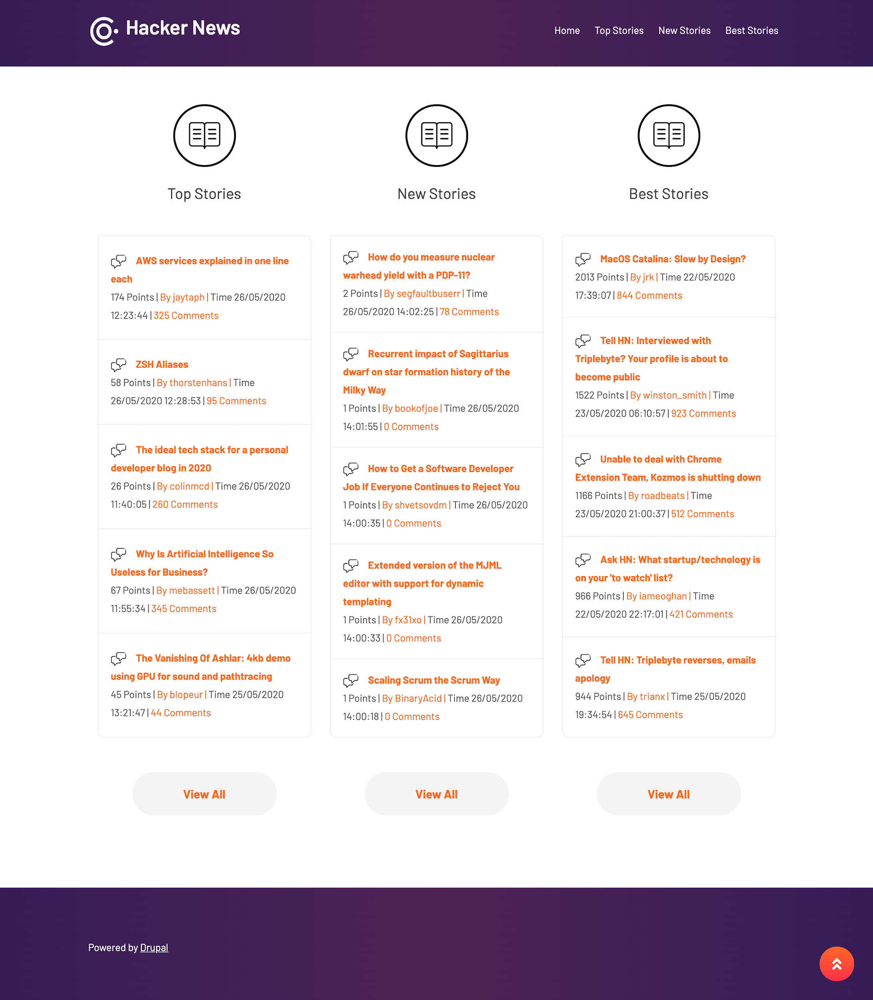 Hacker News
Home
Top Stories
New Stories
Best Stories
Top Stories
AWS services explained in one line
each
174 Points | By jaytaph | Time 26/05/2020
12:23:44 | 325 Comments
ZSH Aliases
58 Points | By thorstenhans | Time
26/05/2020 12:28:53 | 95 Comments
The ideal tech stack for a personal
developer blog in 2020
26 Points | By colinmcd | Time 26/05/2020
11:40:05 | 260 Comments
Why Is Artificial Intelligence So
Useless for Business?
67 Points | By mebassett | Time 26/05/2020
11:55:34 | 345 Comments
The Vanishing Of Ashlar: 4kb demo
using GPU for sound and pathtracing
45 Points | By blopeur | Time 25/05/2020
13:21:47 | 44 Comments
View All
New Stories
How do you measure nuclear
warhead yield with a PDP-11?
2 Points | By segfaultbuserr | Time
26/05/2020 14:02:25 | 78 Comments
Recurrent impact of Sagittarius
dwarf on star formation history of the
Milky Way
1 Points | By bookofjoe | Time 26/05/2020
14:01:55 | 0 Comments
How to Get a Software Developer
Job If Everyone Continues to Reject You
1 Points | By shvetsovdm | Time 26/05/2020
14:00:35 | 0 Comments
Extended version of the MJML
editor with support for dynamic
templating
1 Points | By fx31xo | Time 26/05/2020
14:00:33 | 0 Comments
Scaling Scrum the Scrum Way
1 Points | By BinaryAcid | Time 26/05/2020
14:00:18 | 0 Comments
View All
Best Stories
MacOS Catalina: Slow by Design?
2013 Points | By jrk | Time 22/05/2020
17:39:07 | 844 Comments
Tell HN: Interviewed with
Triplebyte? Your profile is about to
become public
1522 Points | By winston_smith | Time
23/05/2020 06:10:57 | 923 Comments
Unable to deal with Chrome
Extension Team, Kozmos is shutting down
1166 Points | By roadbeats | Time
23/05/2020 21:00:37 | 512 Comments
Ask HN: What startup/technology is
on your 'to watch' list?
966 Points | By iameoghan | Time
22/05/2020 22:17:01 | 421 Comments
Tell HN: Triplebyte reverses, emails
apology
944 Points | By trianx | Time 25/05/2020
19:34:54 | 645 Comments
View All
Powered by Drupal